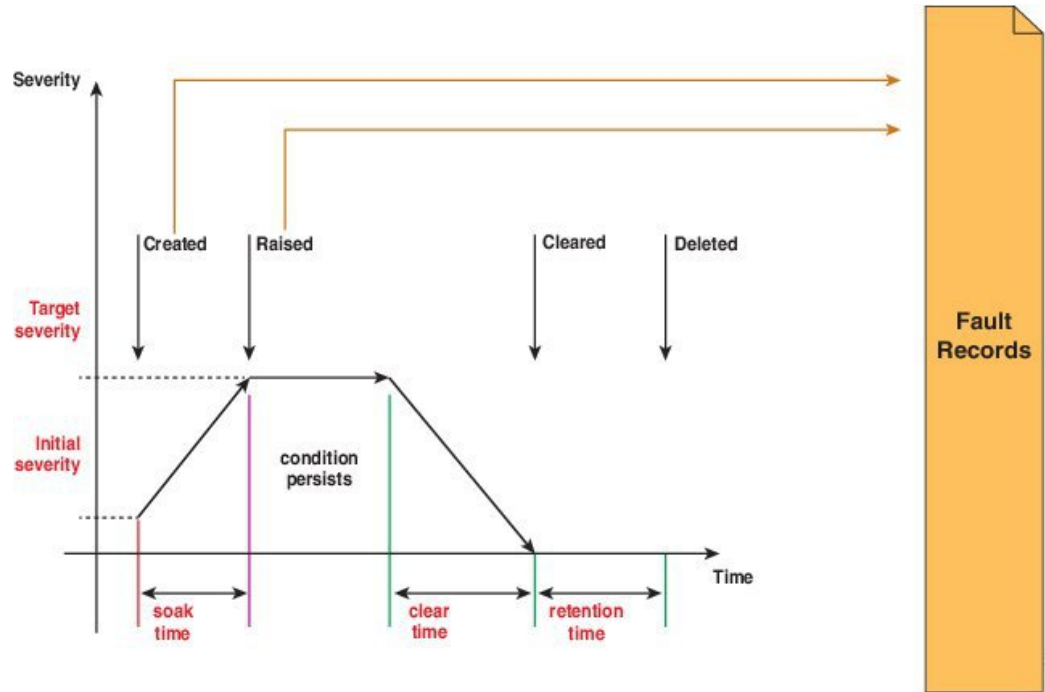 Severity
Created
Raised
Cleared
Deleted
Target
severity
Fault
Records
Initial
severity
condition
persists
Time
soak
time
clear
time
retention
time